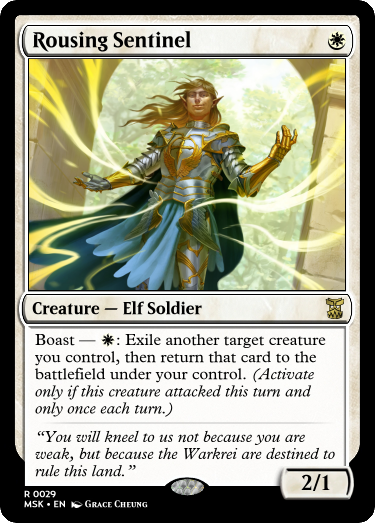 Rousing Sentinel
Creature — Elf Soldier
Boast — : Exile another target creature
you control, then return that card to the
battlefield under your control. (Activate
only if this creature attacked this turn and
only once each turn.)
“You will kneel to us not because you are
weak, but because the Warkrei are destined to
rule this land.”
2/1
R 0029
MSK • EN Grace Cheung